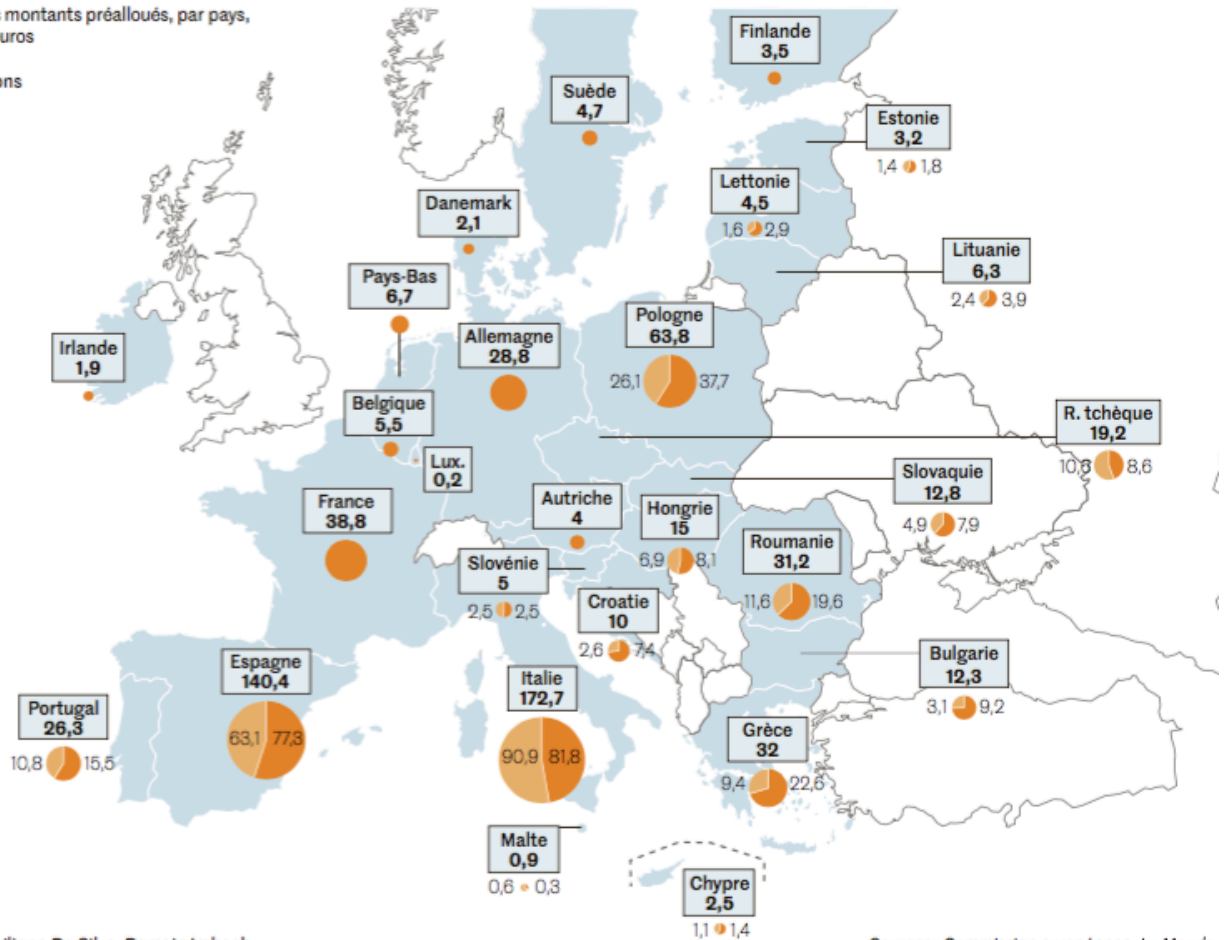 montants préalloués, par pays,
Finlande
3,5
Suède
4,7
Estonie
3,2
1,4 1,8
Lettonie
4,5
1,6 2,9
Danemark
2,1
Lituanie
6,3
2,4 3,9
Pays-Bas
6,7
Pologne
63,8
26,1 37,7
Allemagne
28,8
Irlande
1,9
Belgique
5,5
R. tchèque
19,2
8,6
Lux.
0,2
Slovaquie
12,8
4,9 7,9
France
38,8
Autriche
4
Hongrie
15
6,9 8,1
Roumanie
31,2
11,6 19,6
Slovénie
5
2,5 2,5
Croatie
10
2,6 7,4
Bulgarie
12,3
3,1 9,2
Espagne
140,4
63,1 77,3
Italie
172,7
90,9 81,8
Portugal
26,3
10,8 15,5
Grèce
32
9,4 22,6
Malte
0,9
0,6 0,3
Chypre
2,5
1,1 1,4